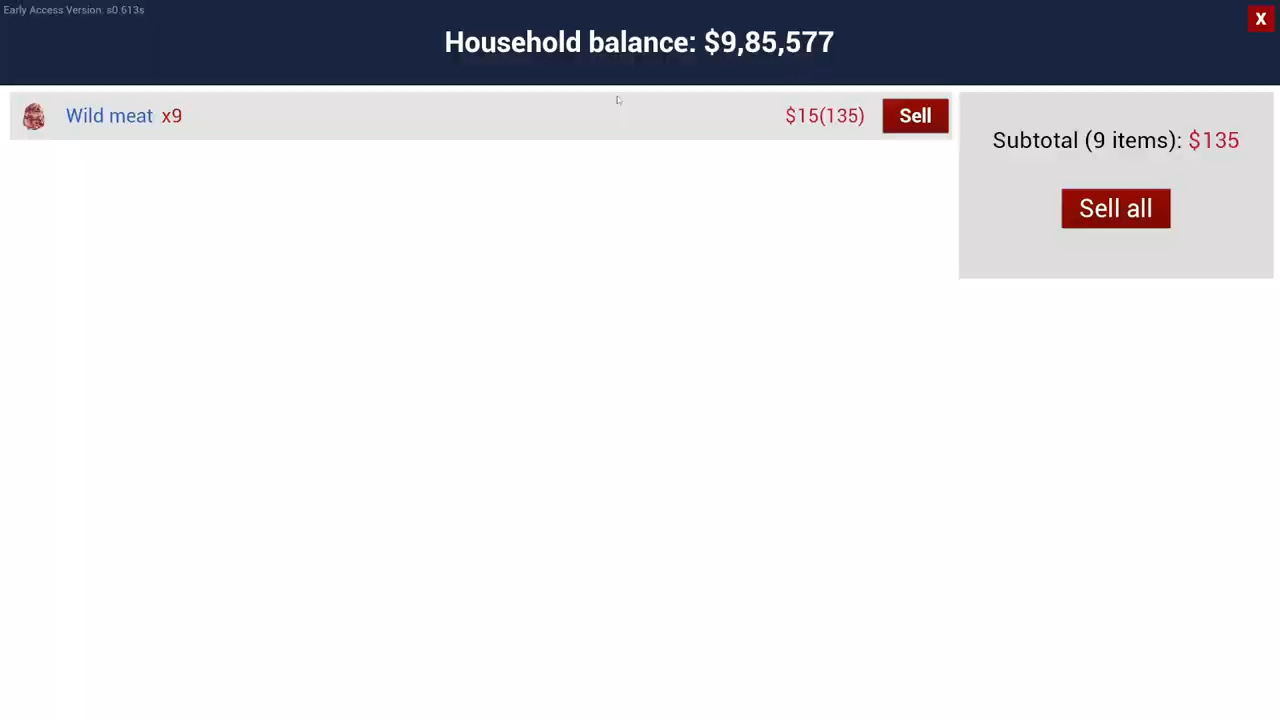 Early Access Version: s0.613s
X
Household balance: $9,85,577
Wild meat x9 $15(135) Sell
Subtotal (9 items): $135
Sell all